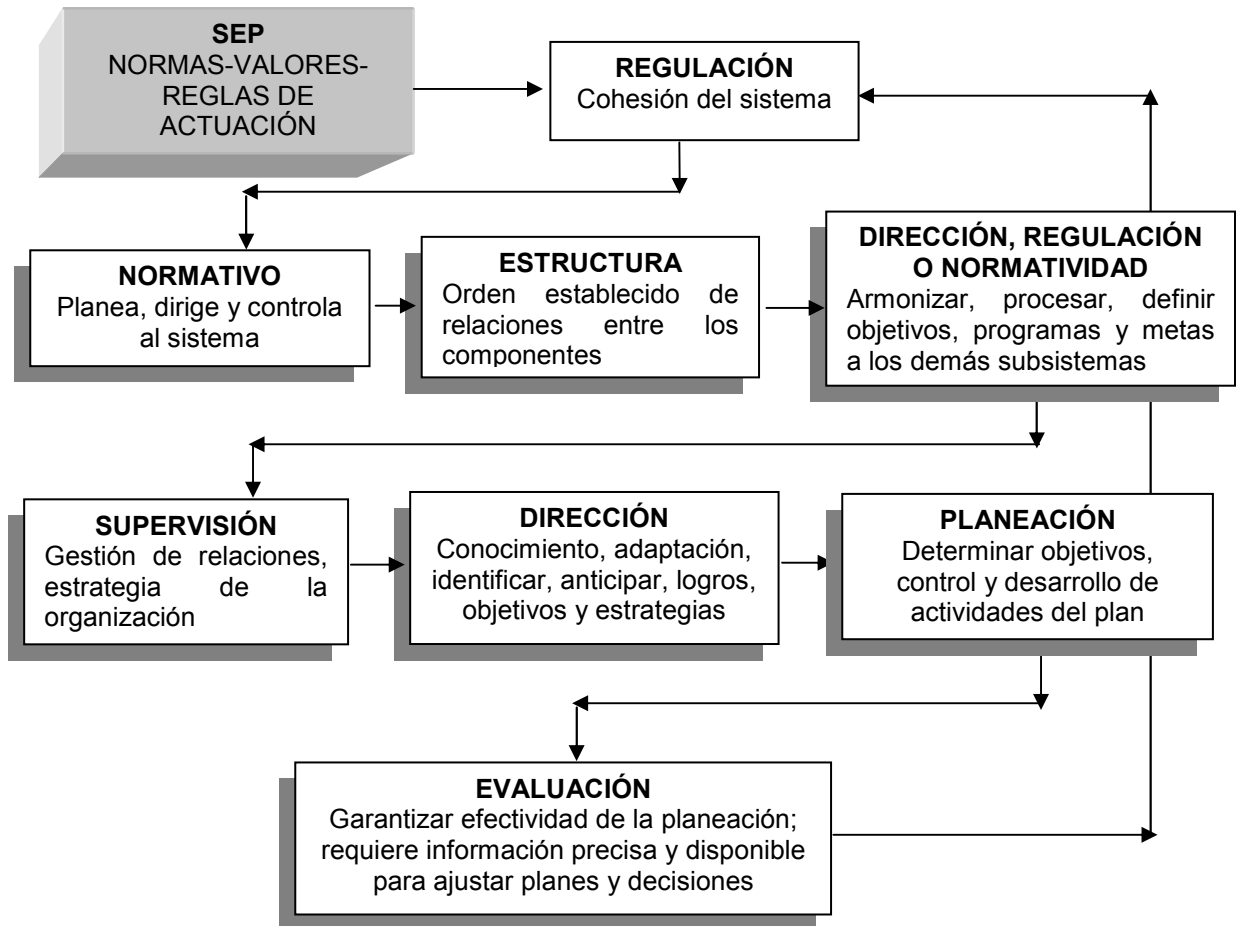 SEP
NORMAS-VALORES-
REGLAS DE
ACTUACIÓN
REGULACIÓN
Cohesión del sistema
NORMATIVO
Planea, dirige y controla
al sistema
ESTRUCTURA
Orden establecido de
relaciones entre los
componentes
DIRECCIÓN, REGULACIÓN
O NORMATIVIDAD
Armonizar, procesar, definir
objetivos, programas y metas
a los demás subsistemas
SUPERVISIÓN
Gestión de relaciones,
estrategia de la
organización
DIRECCIÓN
Conocimiento, adaptación,
identificar, anticipar, logros,
objetivos y estrategias
PLANEACIÓN
Determinar objetivos,
control y desarrollo de
actividades del plan
EVALUACIÓN
Garantizar efectividad de la planeación;
requiere información precisa y disponible
para ajustar planes y decisiones